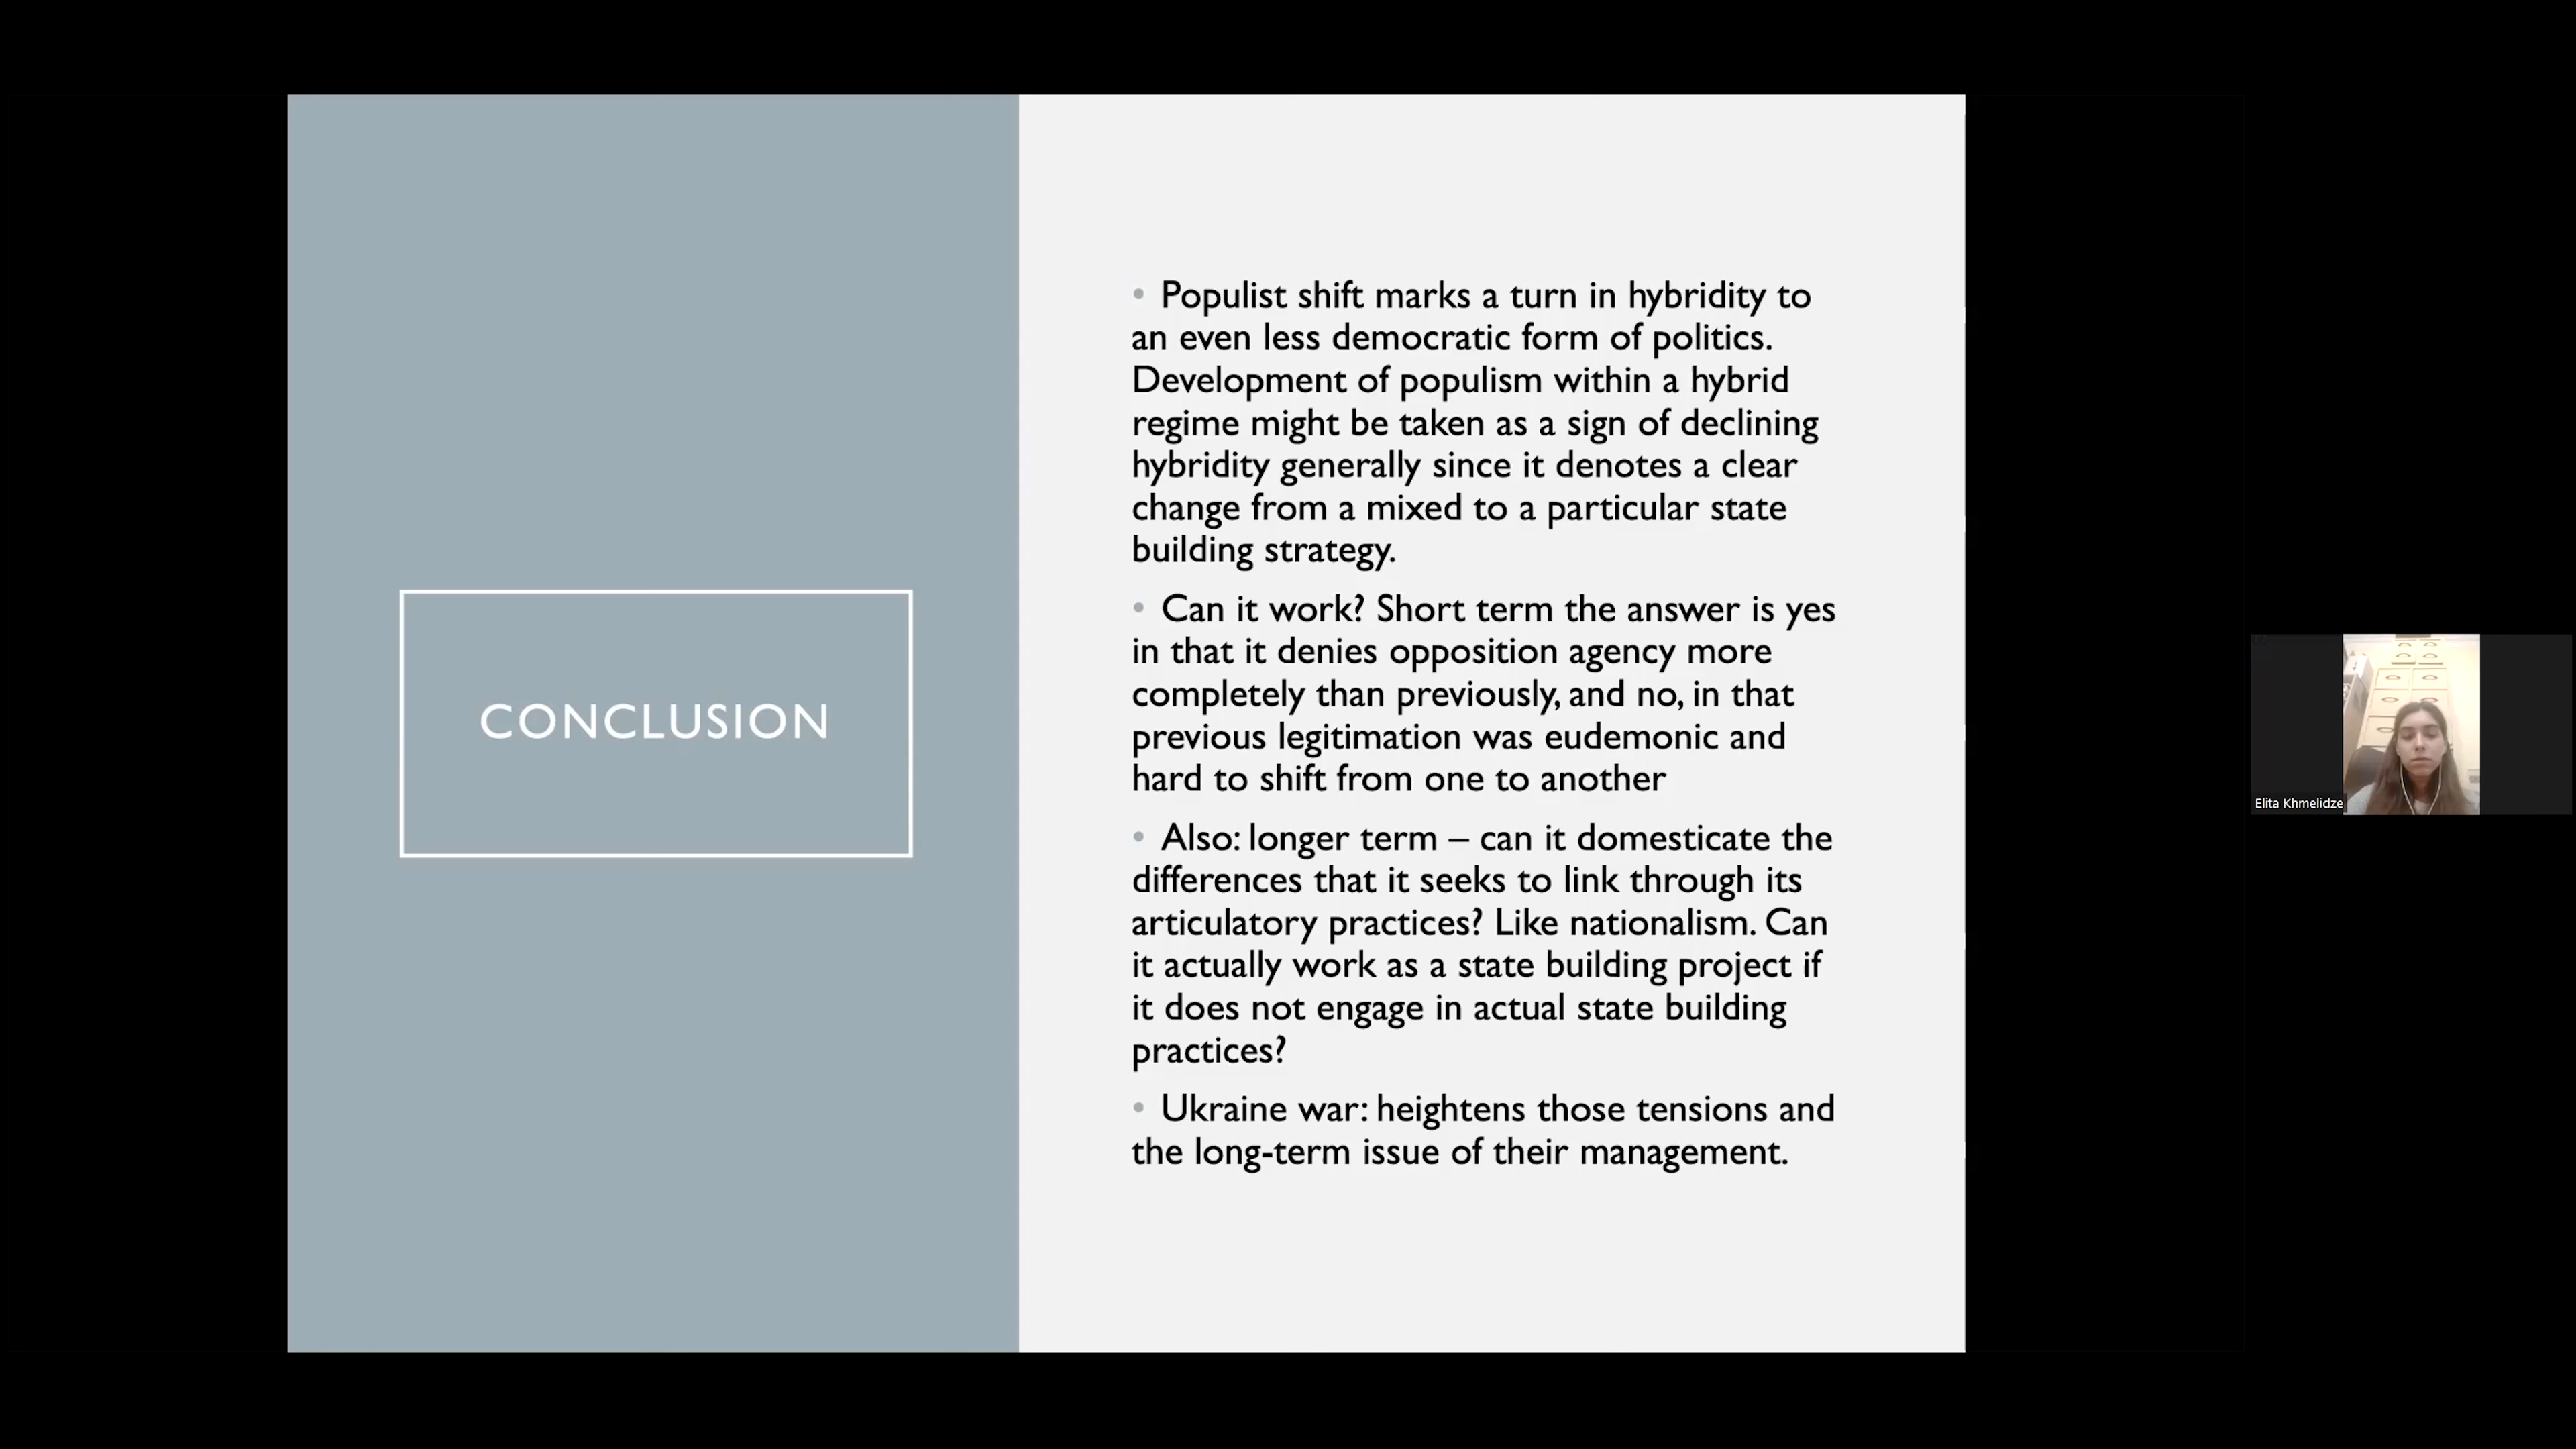 CONCLUSION
• Populist shift marks a turn in hybridity to
an even less democratic form of politics.
Development of populism within a hybrid
regime might be taken as a sign of declining
hybridity generally since it denotes a clear
change from a mixed to a particular state
building strategy.
• Can it work? Short term the answer is yes
in that it denies opposition agency more
completely than previously, and no, in that
previous legitimation was eudemonic and
hard to shift from one to another
• Also: longer term – can it domesticate the
differences that it seeks to link through its
articulatory practices? Like nationalism. Can
it actually work as a state building project if
it does not engage in actual state building
practices?
• Ukraine war: heightens those tensions and
the long-term issue of their management.
Elita Khmelidze